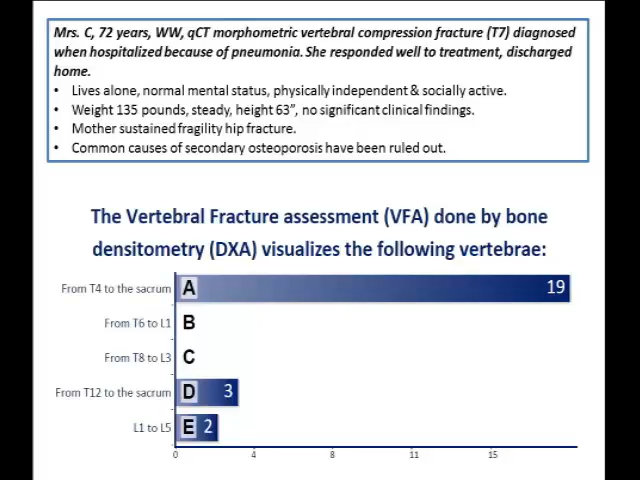 Mrs. C, 72 years, WW, qCT morphometric vertebral compression fracture (T7) diagnosed
when hospitalized because of pneumonia. She responded well to treatment, discharged
home.
• Lives alone, normal mental status, physically independent & socially active.
• Weight 135 pounds, steady, height 63”, no significant clinical findings.
• Mother sustained fragility hip fracture.
• Common causes of secondary osteoporosis have been ruled out.
The Vertebral Fracture assessment (VFA) done by bone
densitometry (DXA) visualizes the following vertebrae:
From T4 to the sacrum A 19
From T6 to L1 B
From T8 to L3 C
From T12 to the sacrum D 3
L1 to L5 E 2
0 4 8 11 15